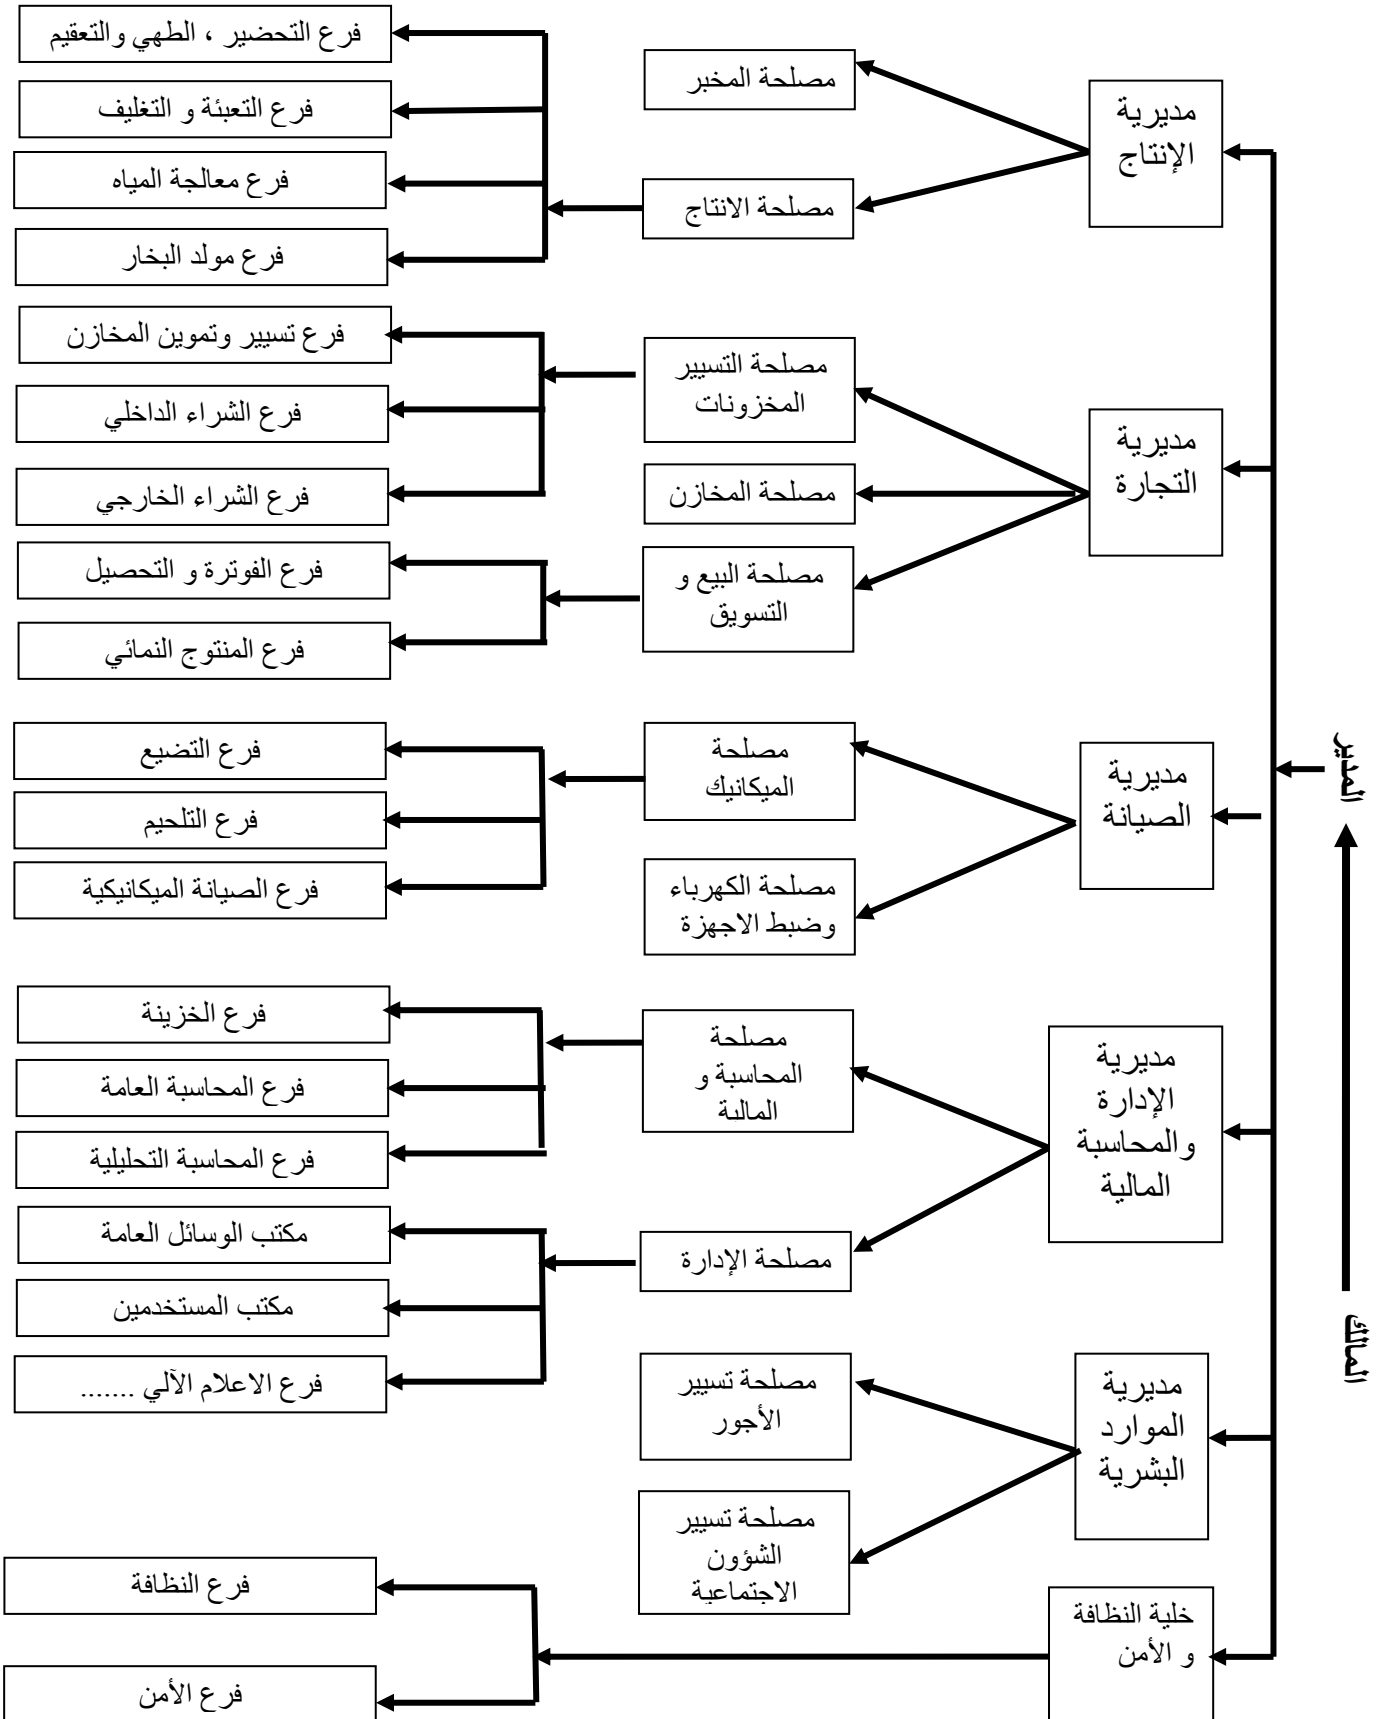 المالك
المدير
مديرية
الإنتاج
مصلحة المخبر
مصلحة الانتاج
فرع التحضير ، الطهي والتعقيم
فرع التعبئة و التغليف
فرع معالجة المياه
فرع مولد البخار
مديرية
التجارة
مصلحة التسيير
المخزونات
مصلحة المخازن
مصلحة البيع و
التسويق
فرع تسيير وتموين المخازن
فرع الشراء الداخلي
فرع الشراء الخارجي
فرع الفوترة و التحصيل
فرع المنتوج النمائي
مديرية
الصيانة
مصلحة
الميكانيك
مصلحة الكهرباء
وضبط الاجهزة
فرع التضيع
فرع التلحيم
فرع الصيانة الميكانيكية
مديرية
الإدارة
والمحاسبة
المالية
مصلحة
المحاسبة و
المالية
مصلحة الإدارة
فرع الخزينة
فرع المحاسبة العامة
فرع المحاسبة التحليلية
مكتب الوسائل العامة
مكتب المستخدمين
فرع الاعلام الآلي .......
مديرية
الموارد
البشرية
مصلحة تسيير
الأجور
مصلحة تسيير
الشؤون
الاجتماعية
خلية النظافة
و الأمن
فرع النظافة
فرع الأمن